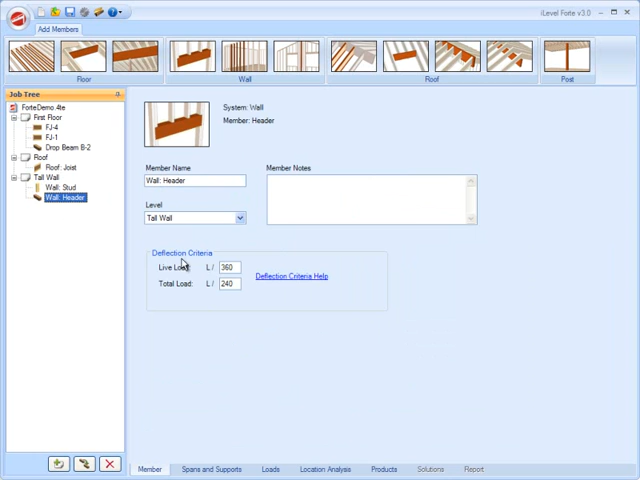 iLevel Forte v3.0
Add Members
Floor
Wall
Roof
Post
Job Tree
ForteDemo 4te
First Floor
FJ-4
FJ-1
Drop Beam B-2
Roof
Roof: Joist
Tall Wall
Wall: Stud
Wall: Header
System: Wall
Member: Header
Member Name
Member Notes
Wall: Header
Level
Tall Wall
Deflection Criteria
Live Load: L / 360
Deflection Criteria Help
Total Load: L / 240
Member Spans and Supports Loads Location Analysis Products Solutions Report